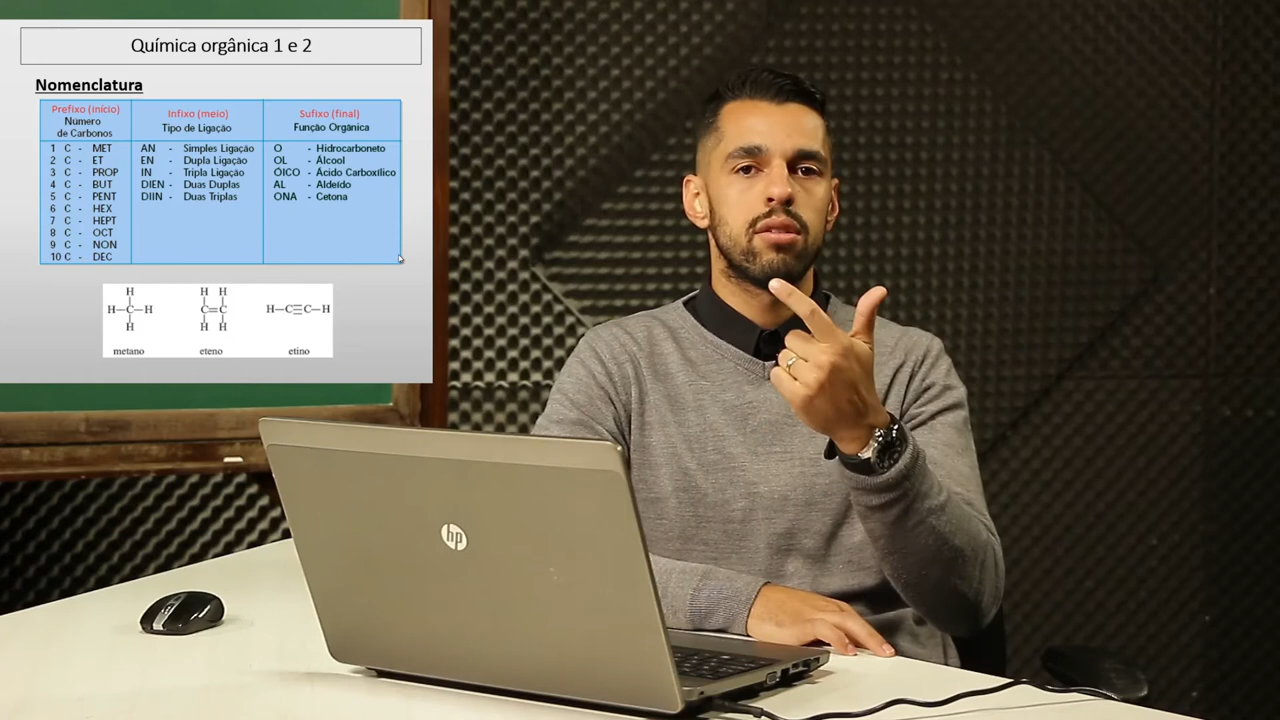 Química orgânica 1 e 2
Nomenclatura
Prefixo (início) Infixo (meio) Sufixo (final)
Numero de Carbonos Tipo de Ligação Função Orgânica
1 C - MET AN - Simples Ligação O - Hidrocarboneto
2 C - ET EN - Dupla Ligação OL - Álcool
3 C - PROP IN - Tripla Ligação ÓICO - Ácido Carboxílico
4 C - BUT DIEN - Duas Duplas AL - Aldeído
5 C - PENT DIIN - Duas Triplas ONA - Cetona
6 C - HEX
7 C - HEPT
8 C - OCT
9 C - NON
10 C - DEC
H H H
H—C—H C=C H—C≡C—H
H H H
metano eteno etino
hp